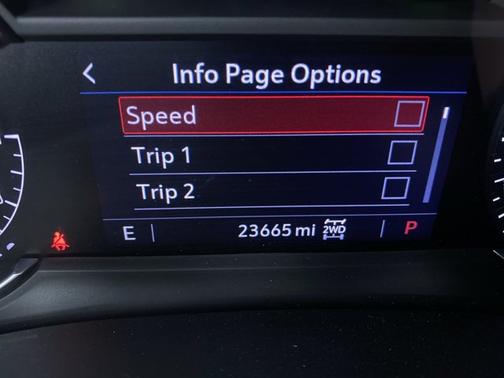 Info Page Options
Speed
Trip 1
Trip 2
E 23665 mi 2WD P